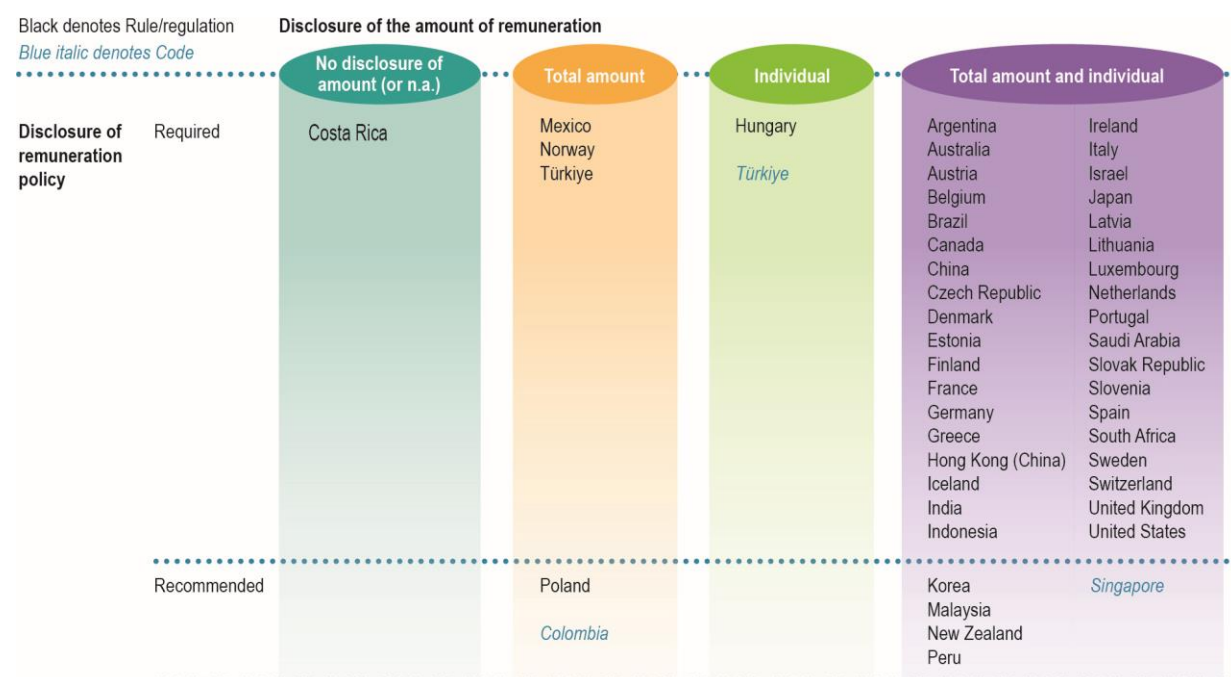 Black denotes Rule/regulation
Blue italic denotes Code
Disclosure of the amount of remuneration
No disclosure of
amount (or n.a.)
Total amount
Individual
Total amount and individual
Disclosure of
remuneration
policy
Required
Costa Rica
Mexico
Norway
Türkiye
Hungary
Türkiye
Argentina
Australia
Austria
Belgium
Brazil
Canada
China
Czech Republic
Denmark
Estonia
Finland
France
Germany
Greece
Hong Kong (China)
Iceland
India
Indonesia
Ireland
Italy
Israel
Japan
Latvia
Lithuania
Luxembourg
Netherlands
Portugal
Saudi Arabia
Slovak Republic
Slovenia
Spain
South Africa
Sweden
Switzerland
United Kingdom
United States
Recommended
Poland
Colombia
Korea
Malaysia
New Zealand
Peru
Singapore